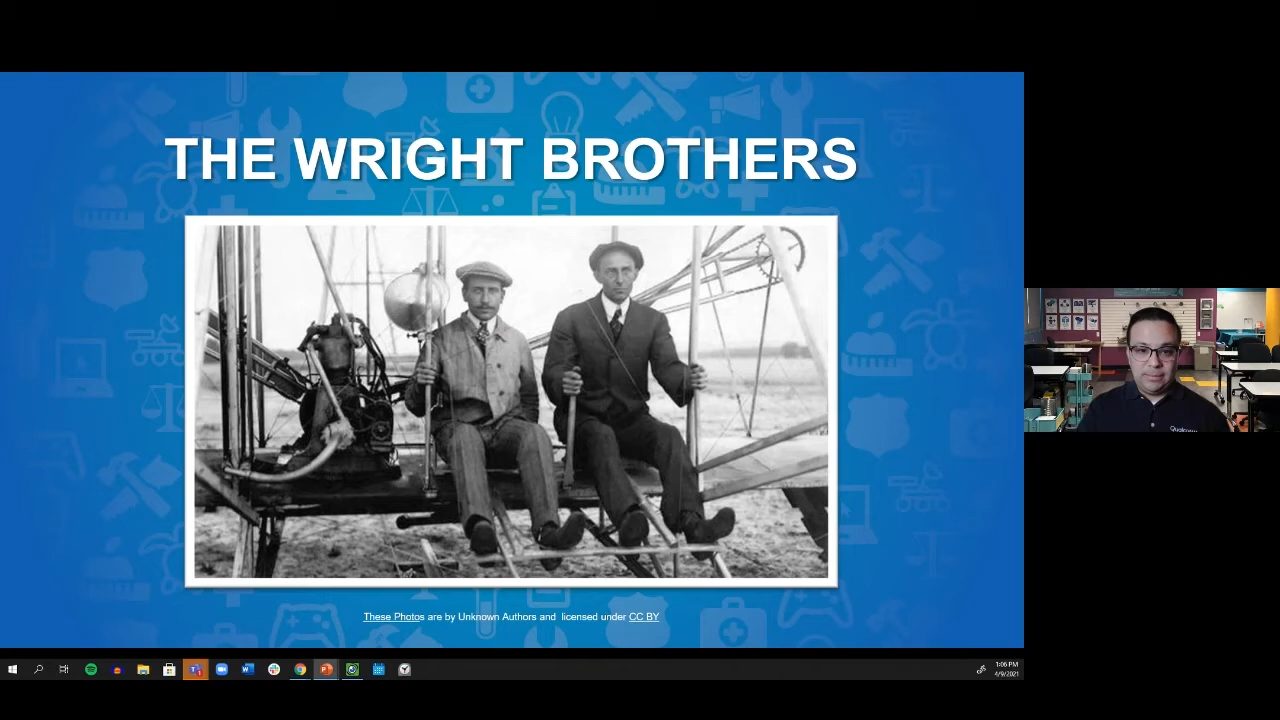 THE WRIGHT BROTHERS
These Photos are by Unknown Authors and licensed under CC BY
1:06 PM
4/9/2021
Qualcomm